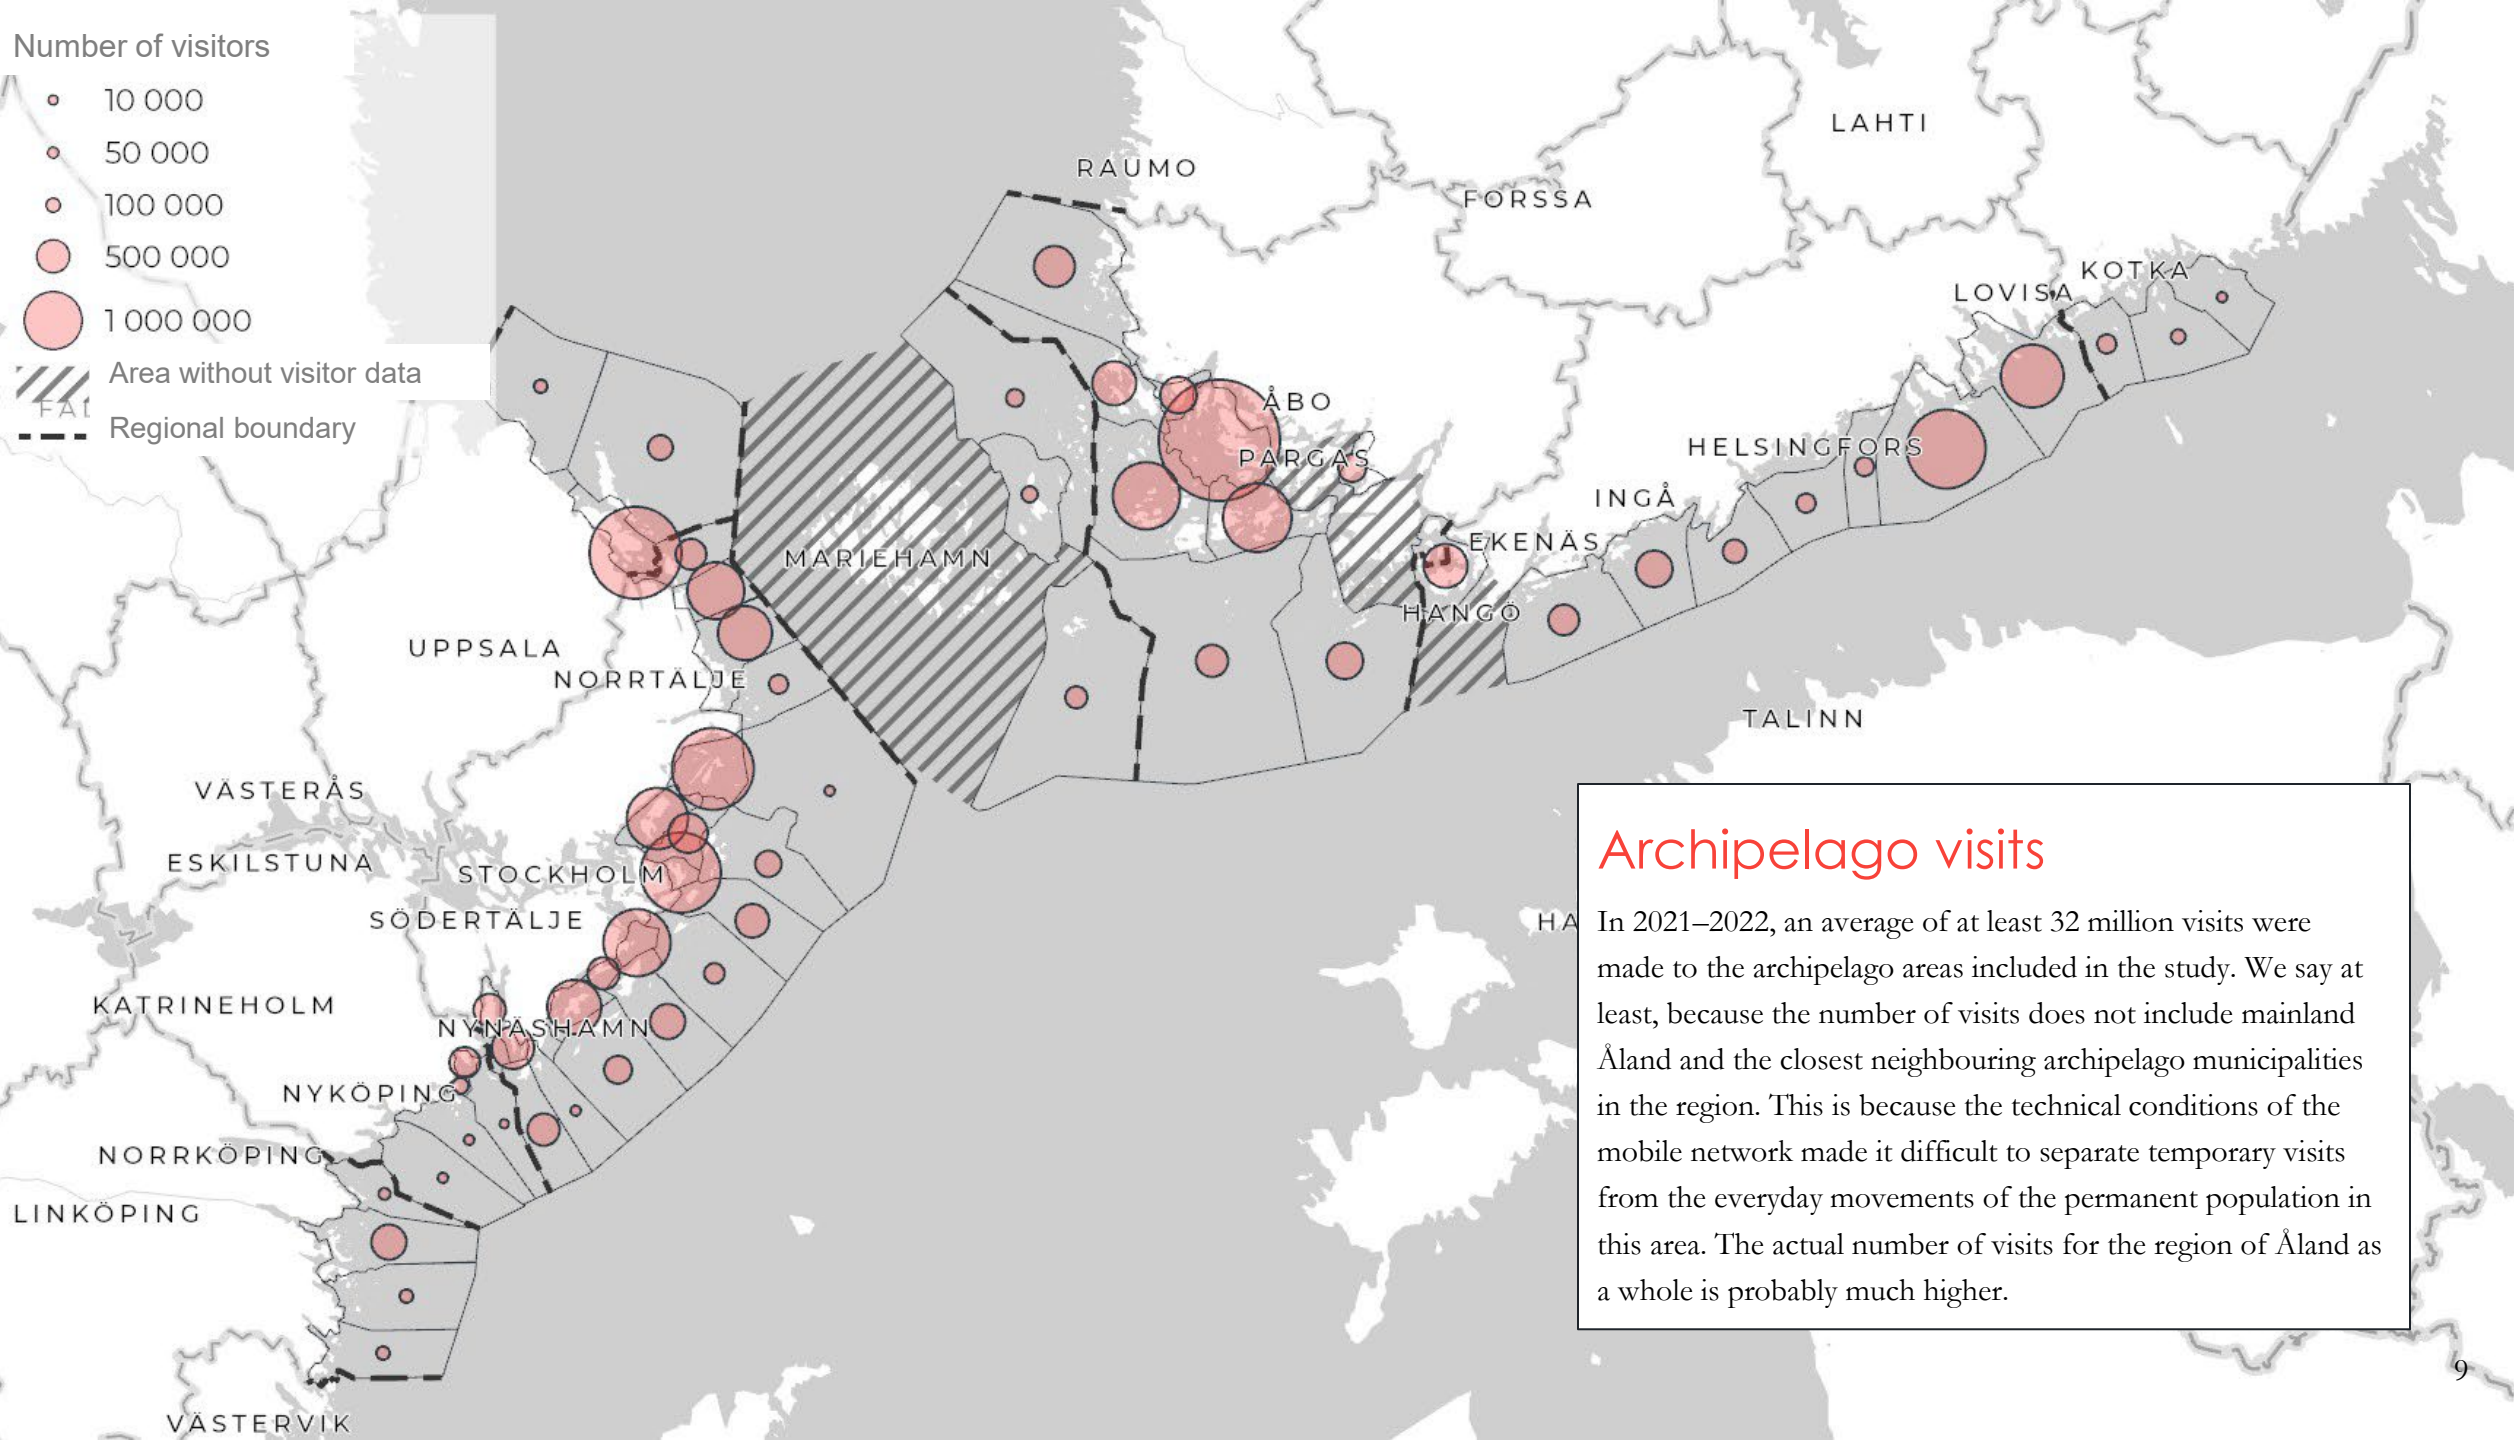 Number of visitors
10 000
50 000
100 000
500 000
1 000 000
Area without visitor data
Regional boundary
RAUMO
LAHTI
FORSSA
KOTKA
LOVISA
ÅBO
PARGAS
HELSINGFORS
INGÅ
EKENÄS
HANGÖ
MARIEHAMN
UPPSALA
NORRTÄLJE
TALINN
VÄSTERÅS
ESKILSTUNA
STOCKHOLM
SÖDERTÄLJE
KATRINEHOLM
NYNÄSHAMN
NYKÖPING
NORRKÖPING
LINKÖPING
VÄSTERVIK
HA
Archipelago visits
In 2021–2022, an average of at least 32 million visits were
made to the archipelago areas included in the study. We say at
least, because the number of visits does not include mainland
Åland and the closest neighbouring archipelago municipalities
in the region. This is because the technical conditions of the
mobile network made it difficult to separate temporary visits
from the everyday movements of the permanent population in
this area. The actual number of visits for the region of Åland as
a whole is probably much higher.
9